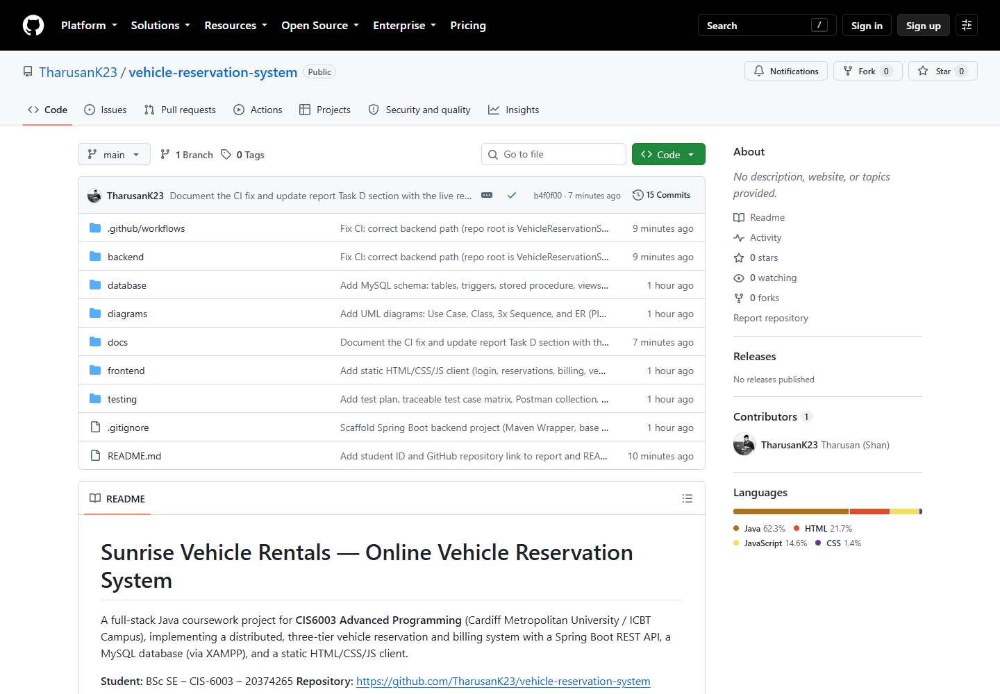 Platform Solutions Resources Open Source Enterprise Pricing Search / Sign in Sign up
TharusanK23 / vehicle-reservation-system Public Notifications Fork 0 Star 0
Code Issues Pull requests Actions Projects Security and quality Insights
main 1 Branch 0 Tags Go to file Code
TharusanK23 Document the CI fix and update report Task D section with the live re... b4f0f00 · 7 minutes ago 15 Commits
.github/workflows Fix CI: correct backend path (repo root is VehicleReservationS... 9 minutes ago
backend Fix CI: correct backend path (repo root is VehicleReservationS... 9 minutes ago
database Add MySQL schema: tables, triggers, stored procedure, views... 1 hour ago
diagrams Add UML diagrams: Use Case, Class, 3x Sequence, and ER (Pl... 1 hour ago
docs Document the CI fix and update report Task D section with th... 7 minutes ago
frontend Add static HTML/CSS/JS client (login, reservations, billing, ve... 1 hour ago
testing Add test plan, traceable test case matrix, Postman collection, ... 1 hour ago
.gitignore Scaffold Spring Boot backend project (Maven Wrapper, base ... 1 hour ago
README.md Add student ID and GitHub repository link to report and REA... 10 minutes ago
README
Sunrise Vehicle Rentals — Online Vehicle Reservation
System
A full-stack Java coursework project for CIS6003 Advanced Programming (Cardiff Metropolitan University / ICBT
Campus), implementing a distributed, three-tier vehicle reservation and billing system with a Spring Boot REST API, a
MySQL database (via XAMPP), and a static HTML/CSS/JS client.
Student: BSc SE – CIS-6003 – 20374265 Repository: https://github.com/TharusanK23/vehicle-reservation-system
About
No description, website, or topics
provided.
Readme
Activity
0 stars
0 watching
0 forks
Report repository
Releases
No releases published
Contributors 1
TharusanK23 Tharusan (Shan)
Languages
Java 62.3% HTML 21.7%
JavaScript 14.6% CSS 1.4%